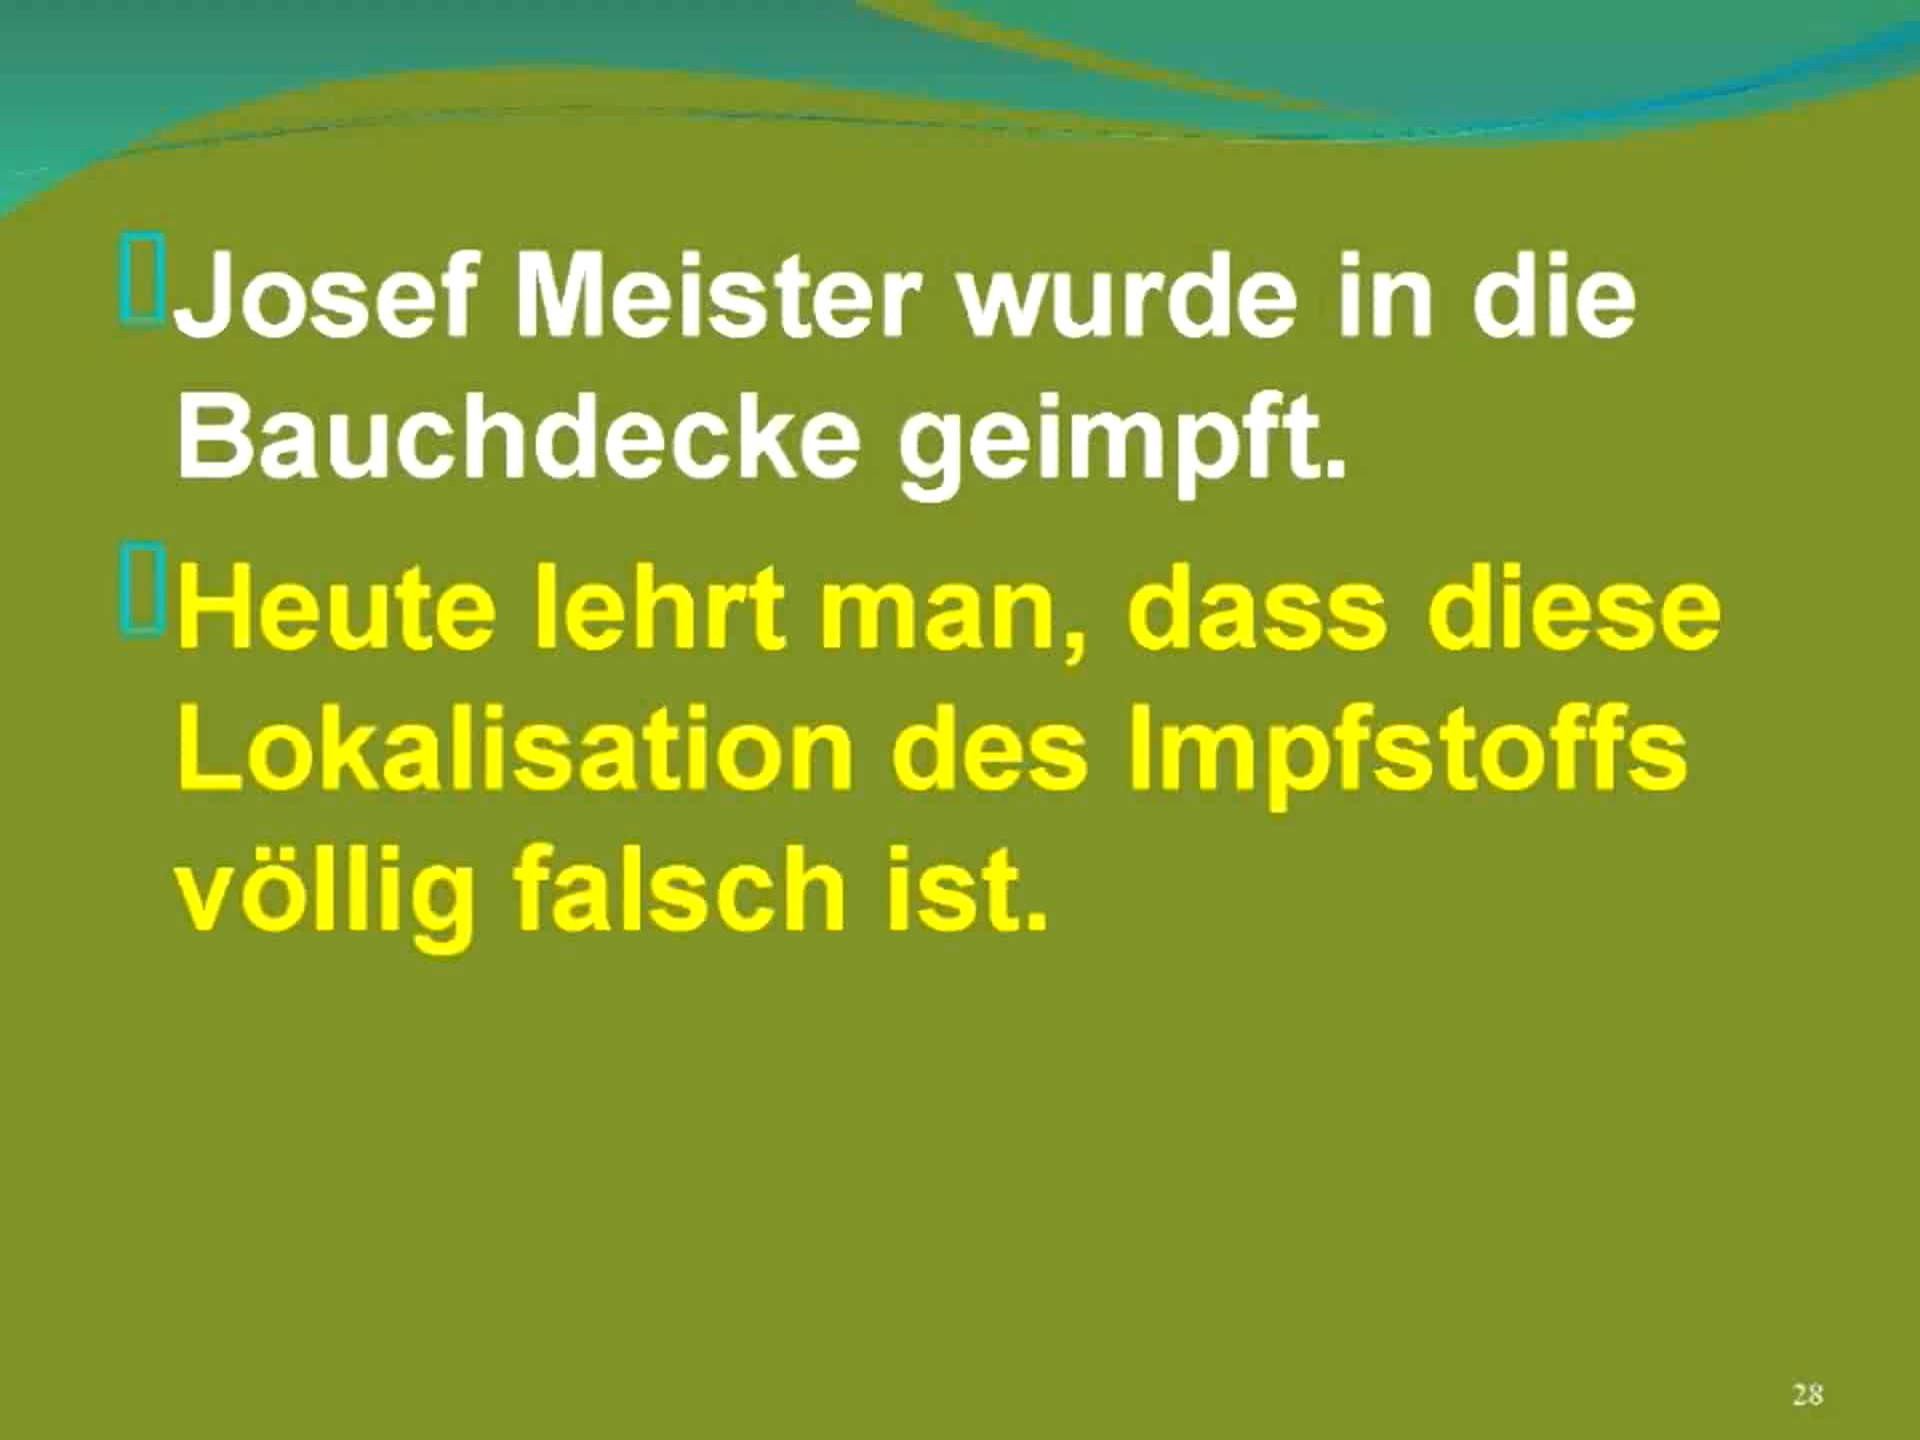 Josef Meister wurde in die
Bauchdecke geimpft.
Heute lehrt man, dass diese
Lokalisation des Impfstoffs
völlig falsch ist.
28